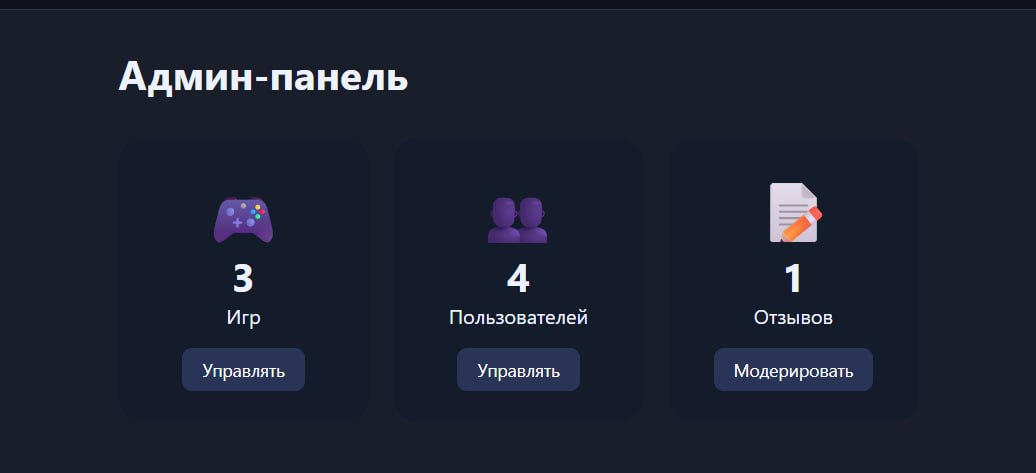 Админ-панель
3
Игр
Управлять
4
Пользователей
Управлять
1
Отзывов
Модерировать